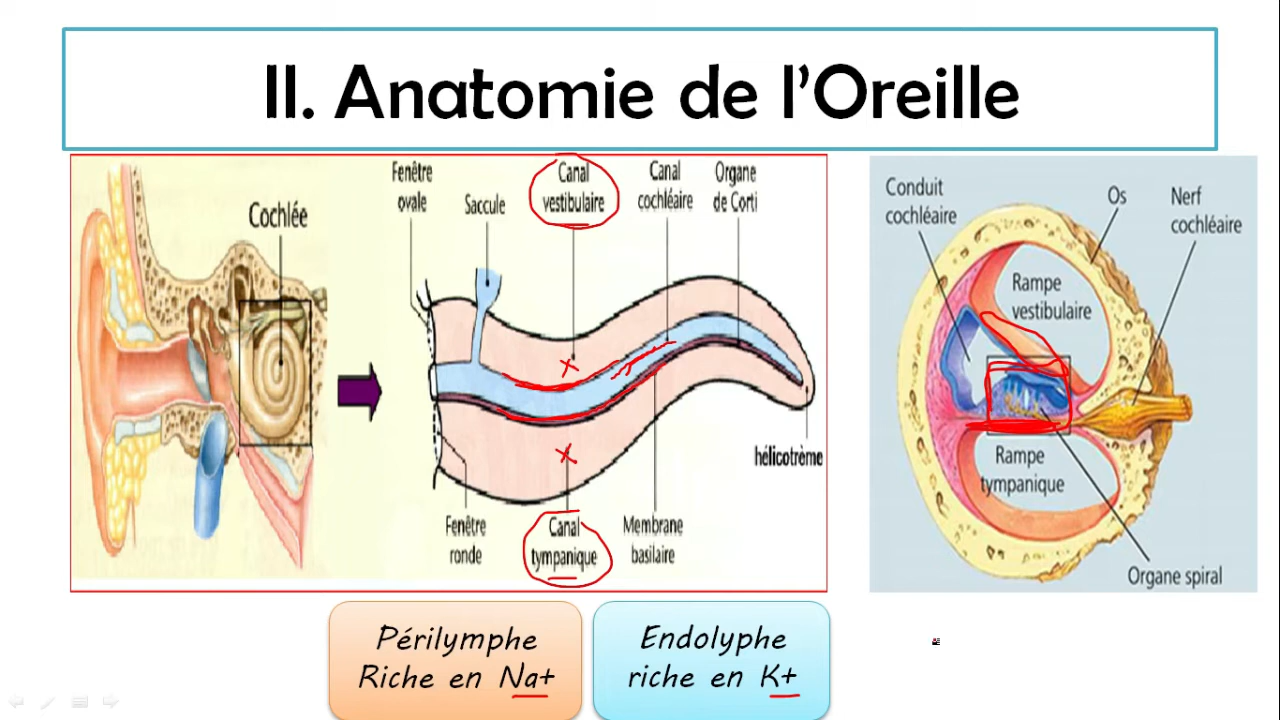 II. Anatomie de l'Oreille
Cochlée
Fenêtre
ovale
Saccule
Canal
vestibulaire
Canal
cochléaire
Organe
de Corti
hélicotrème
Fenêtre
ronde
Canal
tympanique
Membrane
basilaire
Conduit
cochléaire
Os
Nerf
cochléaire
Rampe
vestibulaire
Rampe
tympanique
Organe spiral
Périlymphe
Riche en Na+
Endolyphe
riche en K+